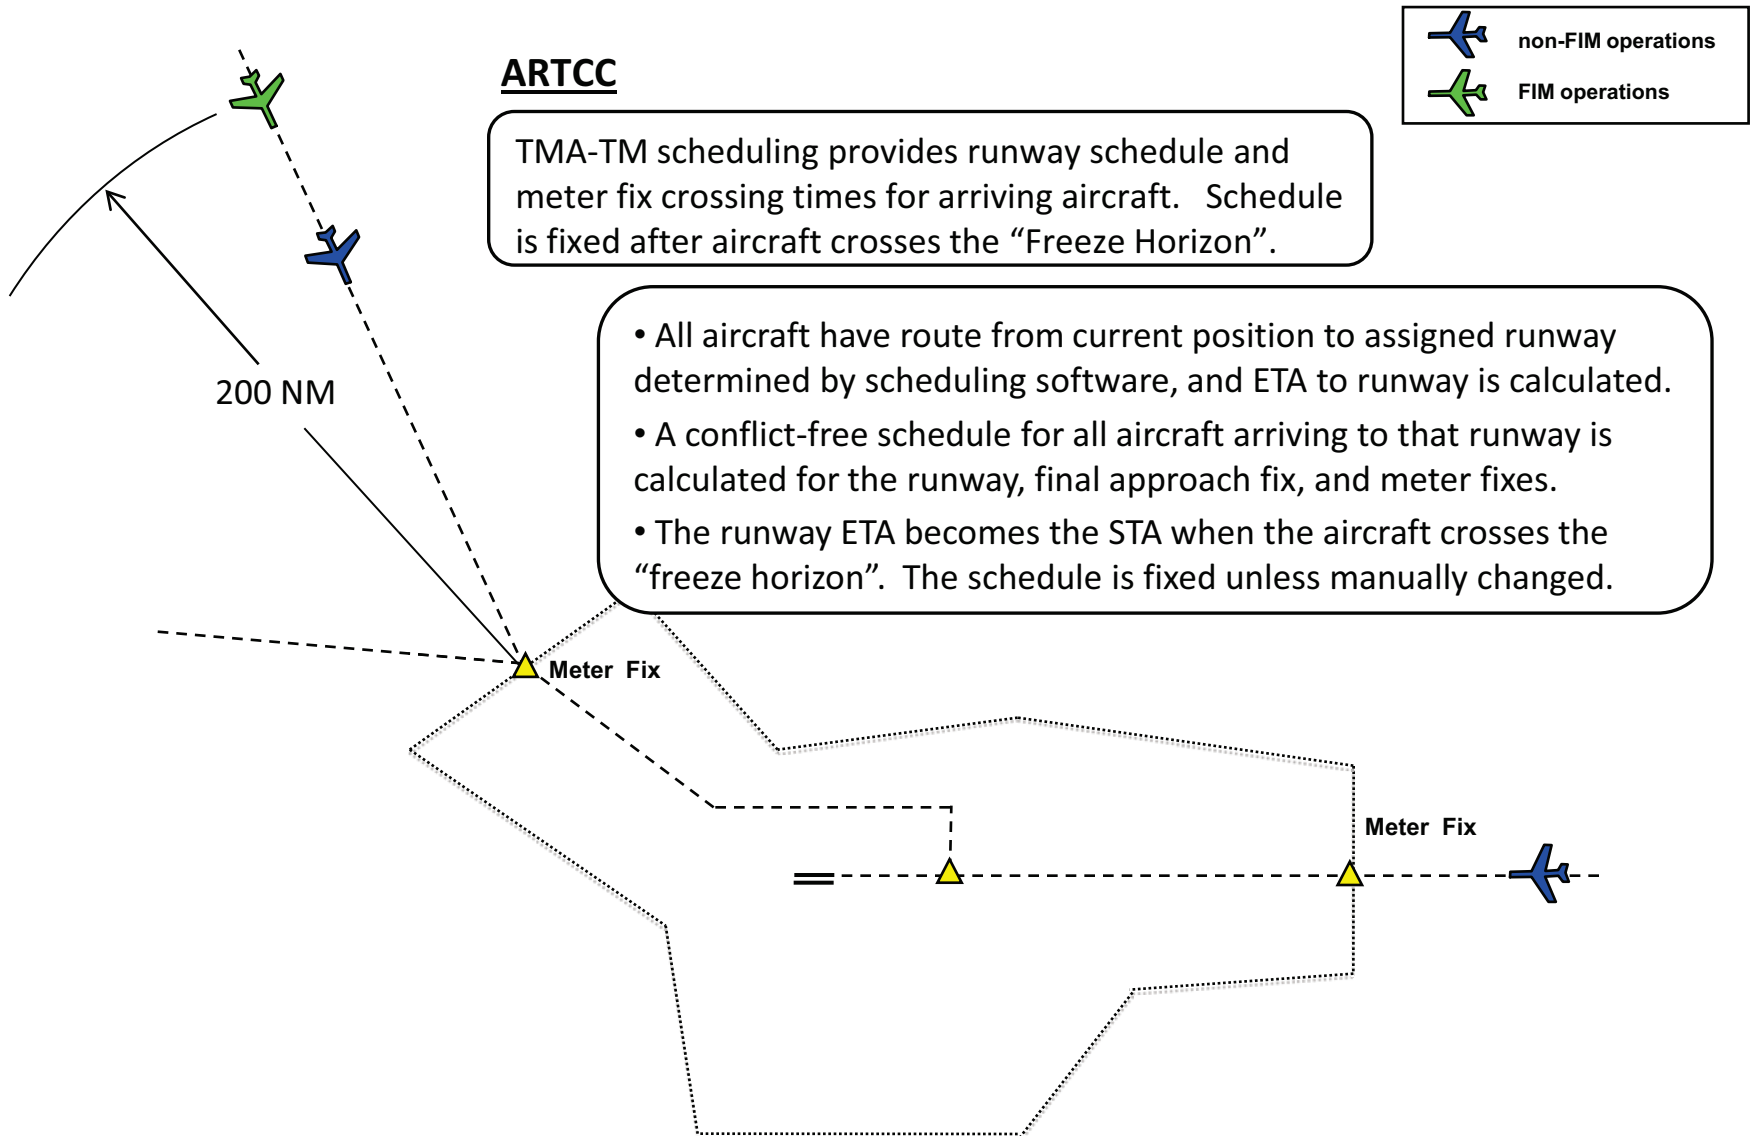 non-FIM operations
FIM operations
ARTCC
TMA-TM scheduling provides runway schedule and
meter fix crossing times for arriving aircraft.   Schedule
is fixed after aircraft crosses the “Freeze Horizon”.
• All aircraft have route from current position to assigned runway
determined by scheduling software, and ETA to runway is calculated.
• A conflict-free schedule for all aircraft arriving to that runway is
calculated for the runway, final approach fix, and meter fixes.
• The runway ETA becomes the STA when the aircraft crosses the
“freeze horizon”.  The schedule is fixed unless manually changed.
200 NM
Meter  Fix
Meter  Fix